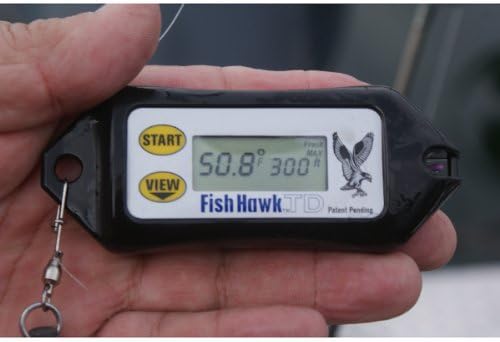 START
VIEW
Fresh
MAX
50.8°F 300 ft
Fish Hawk TD
Patent Pending